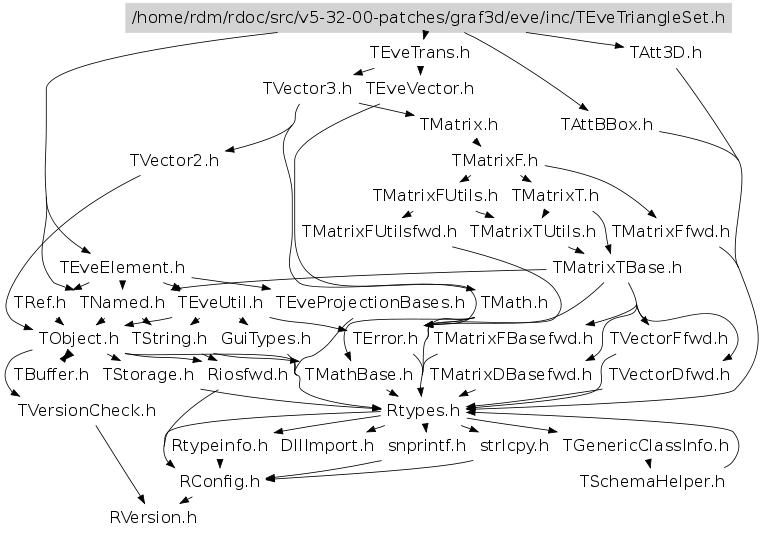 /home/rdm/rdoc/src/v5-32-00-patches/graf3d/eve/inc/TEveTriangleSet.h
TEveTrans.h TAtt3D.h
TVector3.h TEveVector.h
TMatrix.h TAttBBox.h
TVector2.h TMatrixF.h
TMatrixFUtils.h TMatrixT.h
TMatrixFUtilsfwd.h TMatrixTUtils.h TMatrixFfwd.h
TEveElement.h TMatrixTBase.h
TRef.h TNamed.h TEveUtil.h TEveProjectionBases.h TMath.h
TObject.h TString.h GuiTypes.h TError.h TMatrixFBasefwd.h TVectorFfwd.h
TBuffer.h TStorage.h Riosfwd.h TMathBase.h TMatrixDBasefwd.h TVectorDfwd.h
TVersionCheck.h Rtypes.h
Rtypeinfo.h DllImport.h snprintf.h strlcpy.h TGenericClassInfo.h
RConfig.h TSchemaHelper.h
RVersion.h